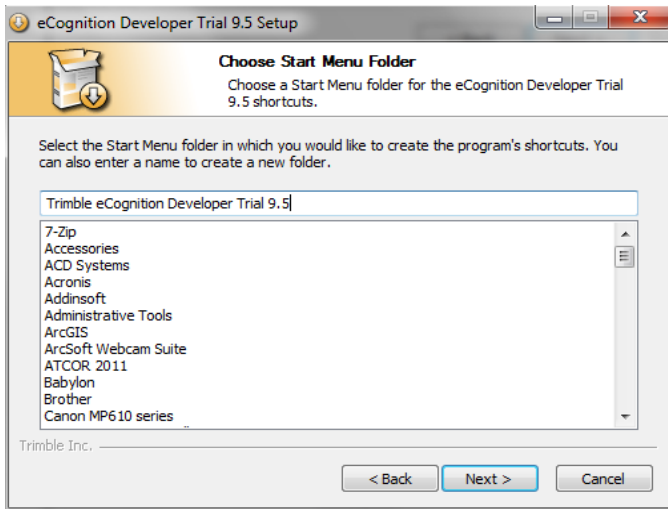 eCognition Developer Trial 9.5 Setup
Choose Start Menu Folder
Choose a Start Menu folder for the eCognition Developer Trial
9.5 shortcuts.
Select the Start Menu folder in which you would like to create the program's shortcuts. You
can also enter a name to create a new folder.
Trimble eCognition Developer Trial 9.5
7-Zip
Accessories
ACD Systems
Acronis
Addinsoft
Administrative Tools
ArcGIS
ArcSoft Webcam Suite
ATCOR 2011
Babylon
Brother
Canon MP610 series
Trimble Inc.
< Back Next > Cancel